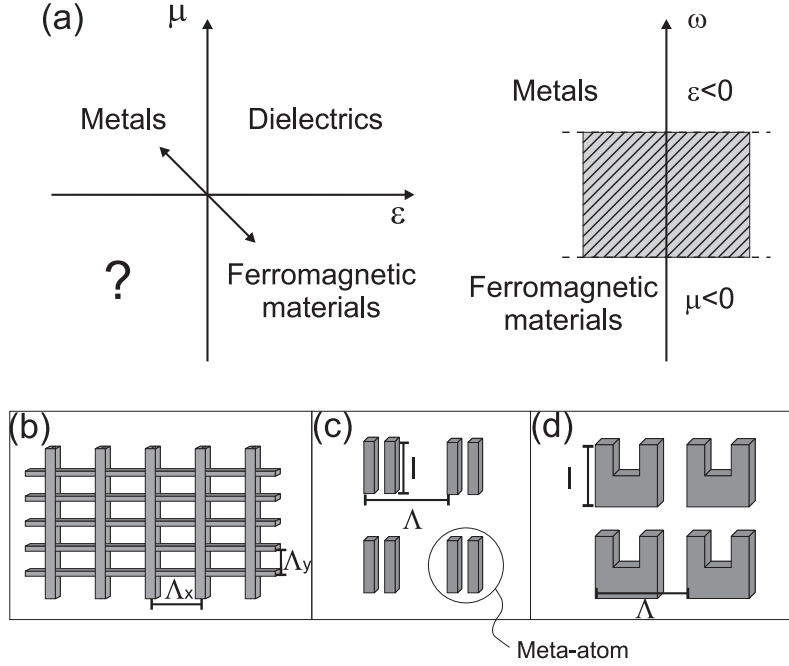 (a)
μ
Metals
Dielectrics
ε
?
Ferromagnetic
materials
ω
Metals
ε<0
Ferromagnetic
materials
μ<0
(b)
Λy
Λx
(c)
l
Λ
Meta-atom
(d)
l
Λ